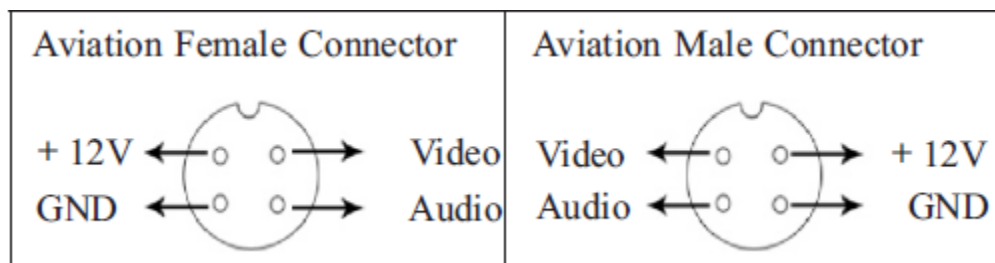 Aviation Female Connector
+ 12V Video
GND Audio
Aviation Male Connector
Video + 12V
Audio GND